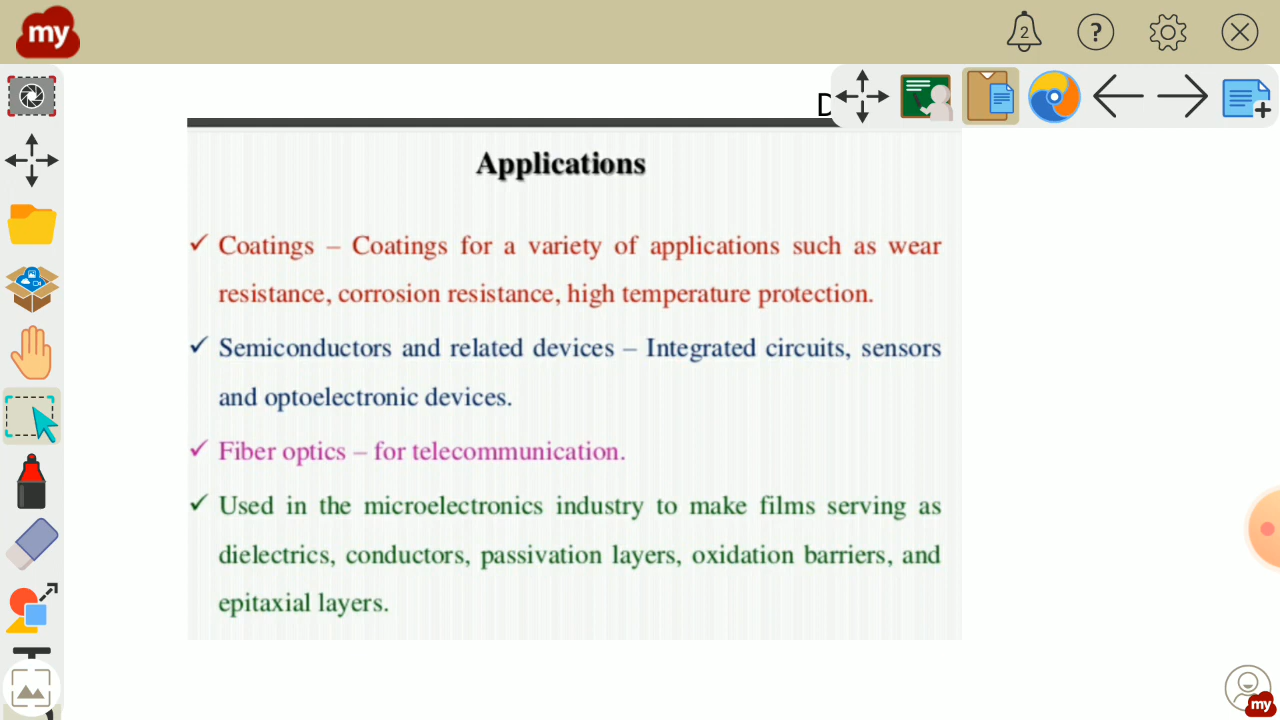 my
2
?
D
Applications
✓ Coatings – Coatings for a variety of applications such as wear
resistance, corrosion resistance, high temperature protection.
✓ Semiconductors and related devices – Integrated circuits, sensors
and optoelectronic devices.
✓ Fiber optics – for telecommunication.
✓ Used in the microelectronics industry to make films serving as
dielectrics, conductors, passivation layers, oxidation barriers, and
epitaxial layers.
my